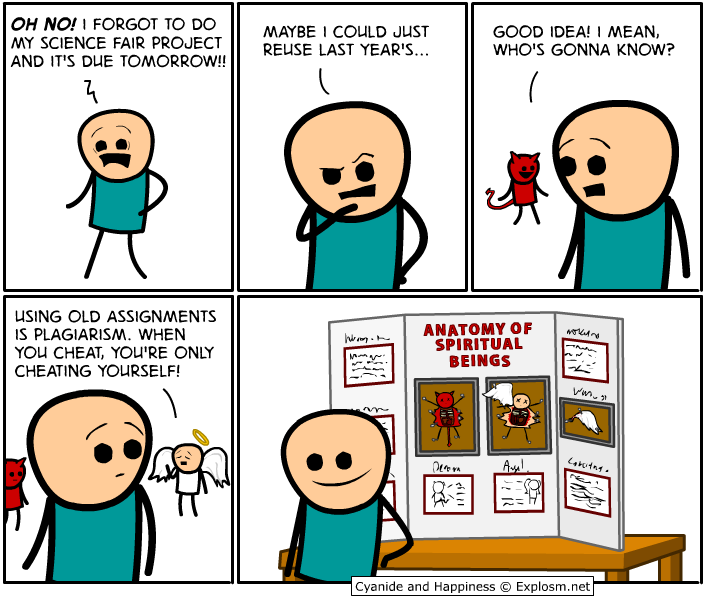 OH NO! I FORGOT TO DO
MY SCIENCE FAIR PROJECT
AND IT'S DUE TOMORROW!!
MAYBE I COULD JUST
REUSE LAST YEAR'S...
GOOD IDEA! I MEAN,
WHO'S GONNA KNOW?
USING OLD ASSIGNMENTS
IS PLAGIARISM. WHEN
YOU CHEAT, YOU'RE ONLY
CHEATING YOURSELF!
ANATOMY OF
SPIRITUAL
BEINGS
Demon
Angel
Cyanide and Happiness © Explosm.net